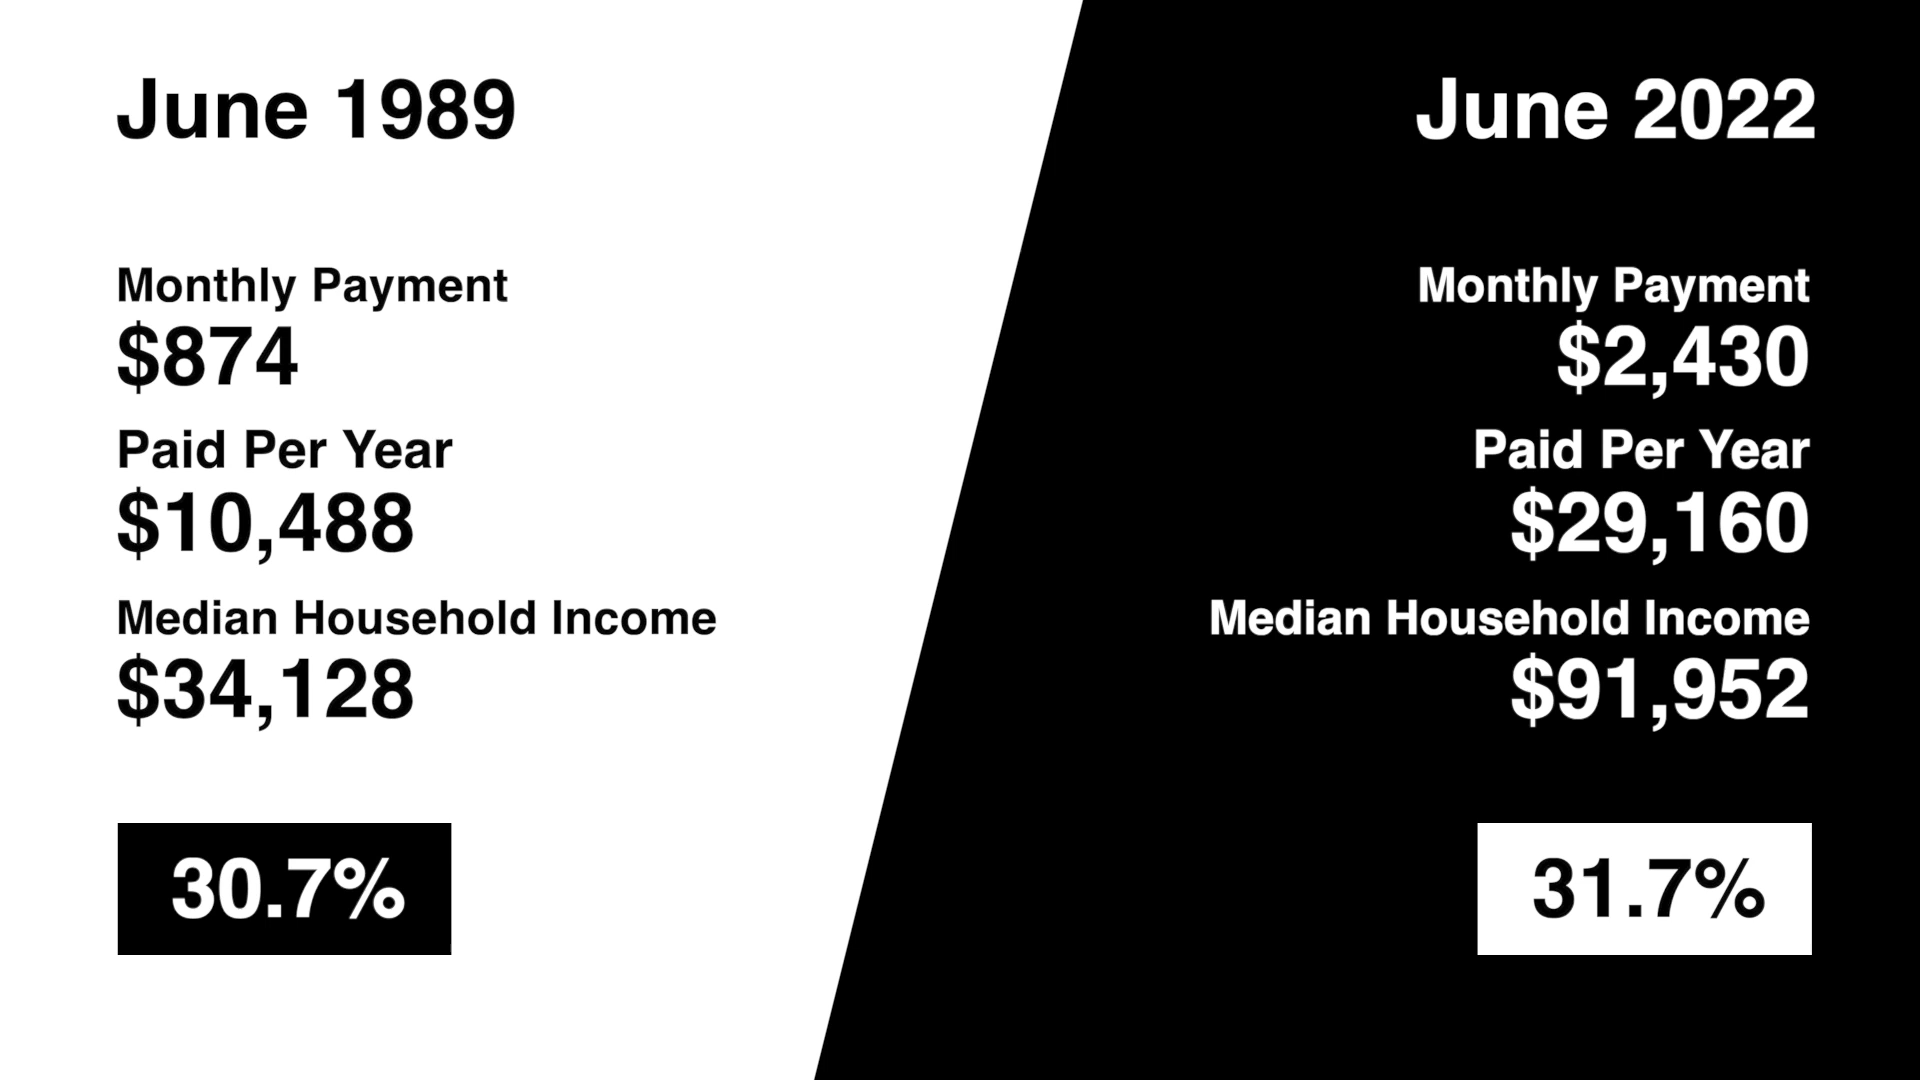 June 1989
Monthly Payment
$874
Paid Per Year
$10,488
Median Household Income
$34,128
30.7%
June 2022
Monthly Payment
$2,430
Paid Per Year
$29,160
Median Household Income
$91,952
31.7%